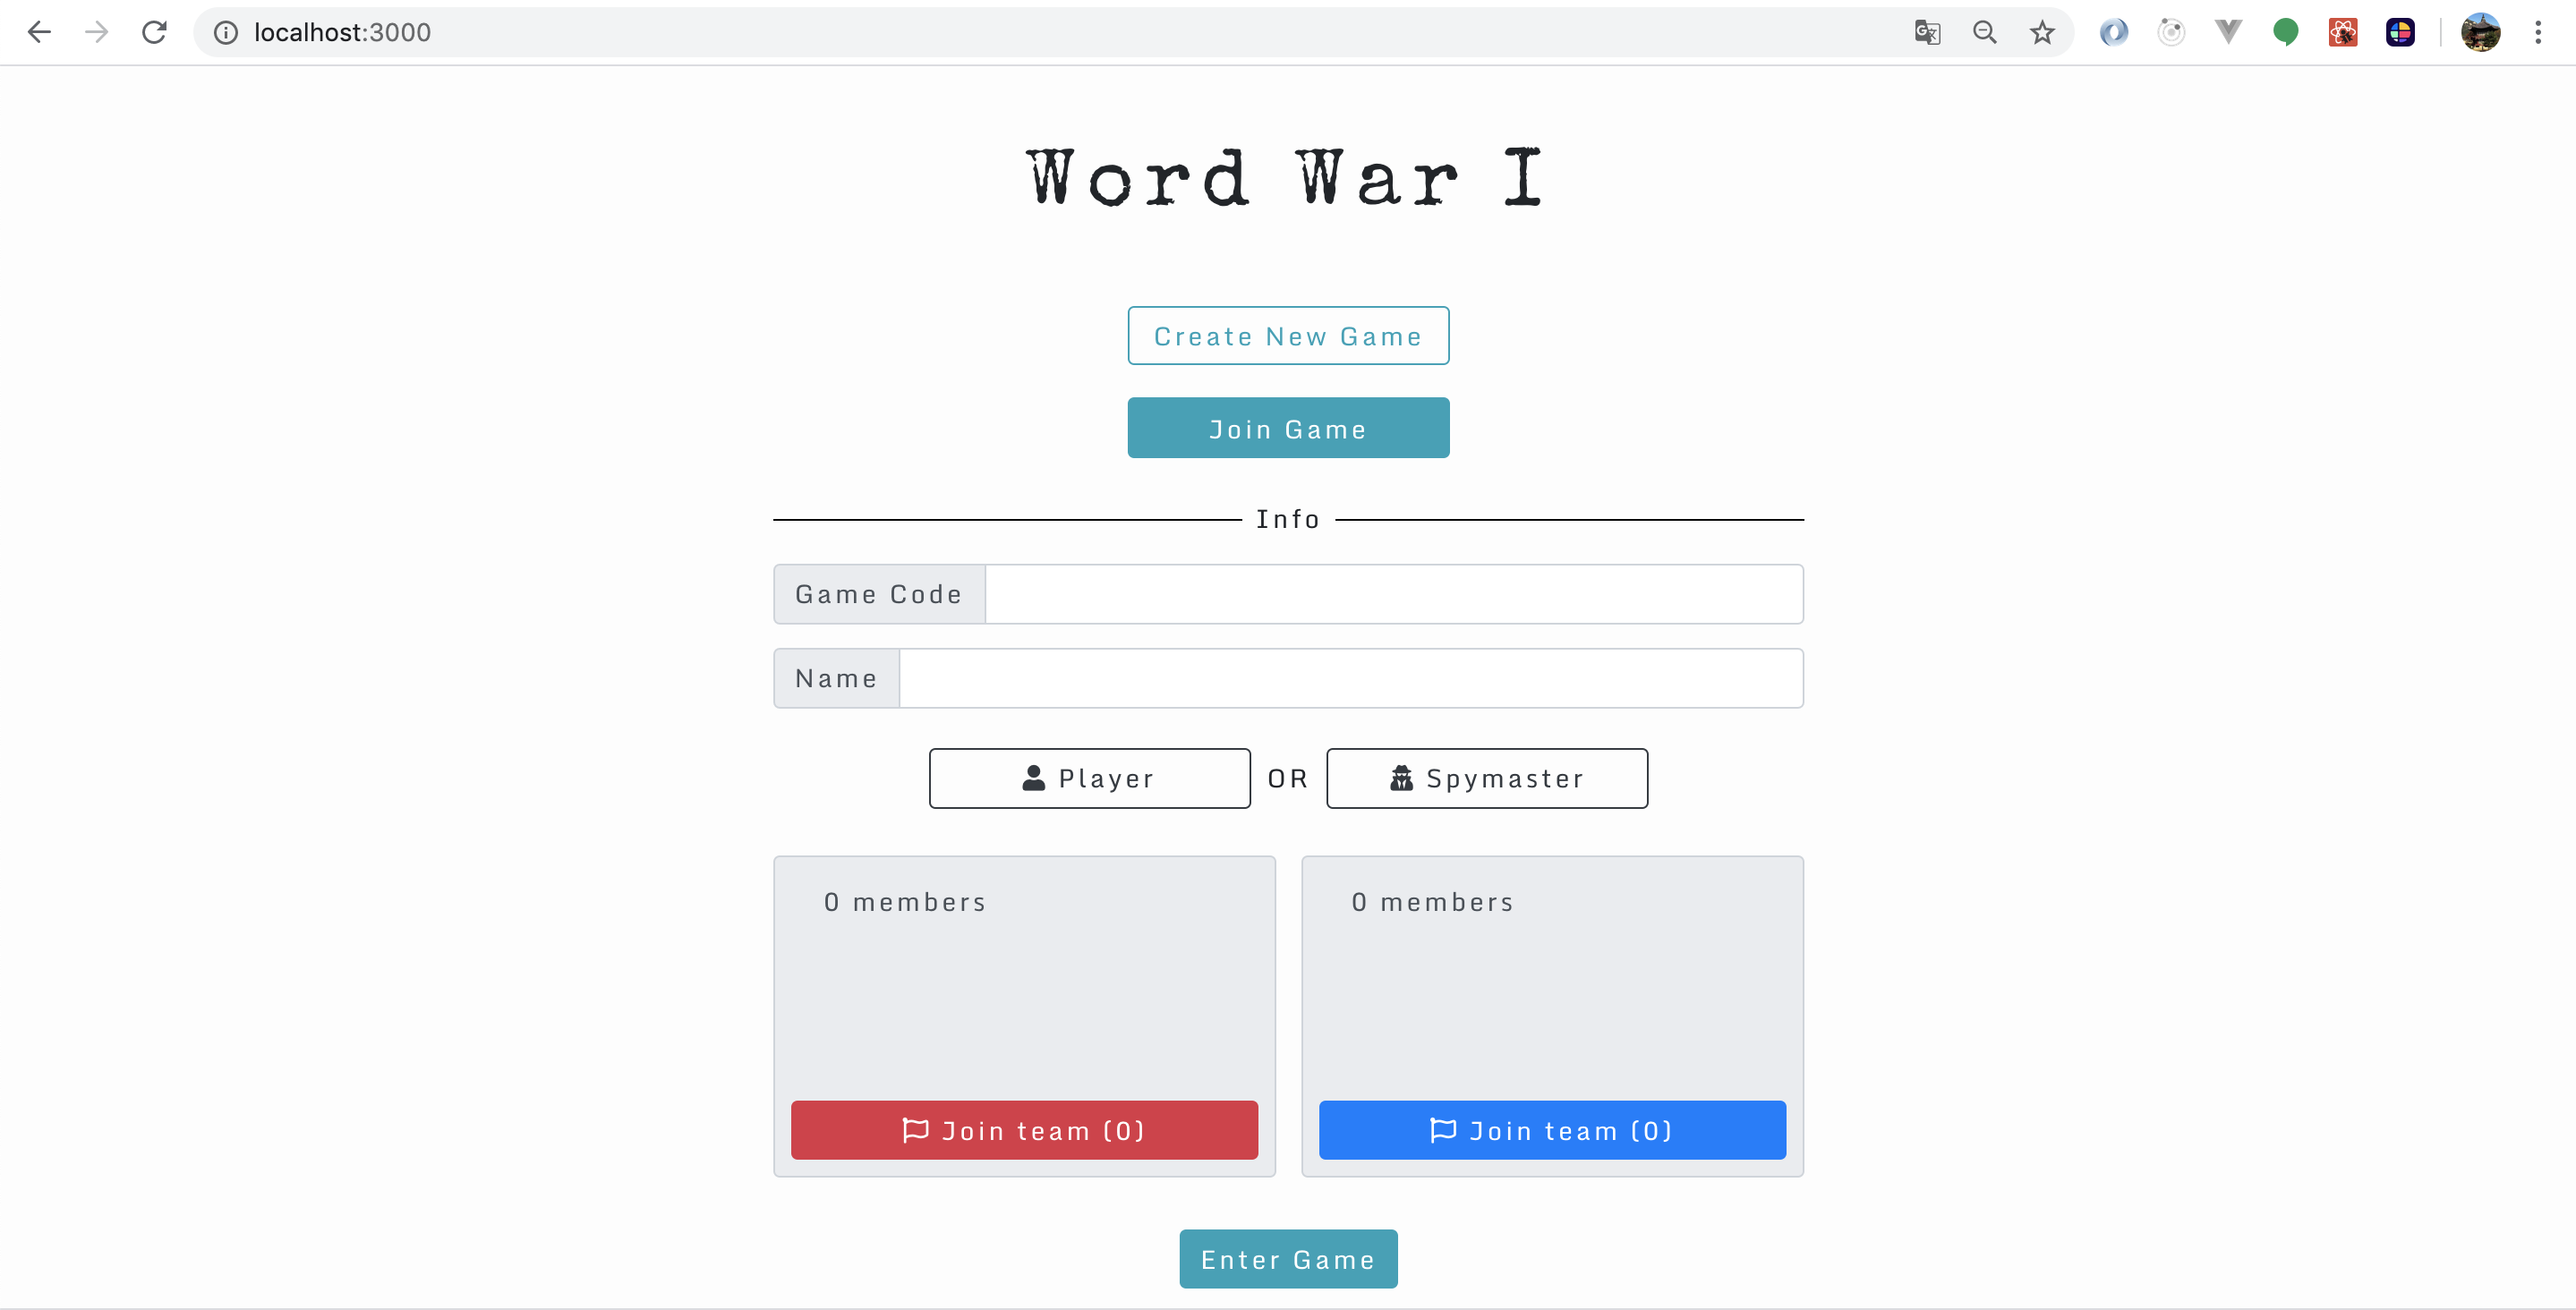 localhost:3000
Word War I
Create New Game
Join Game
Info
Game Code
Name
Player OR Spymaster
0 members 0 members
Join team (0) Join team (0)
Enter Game